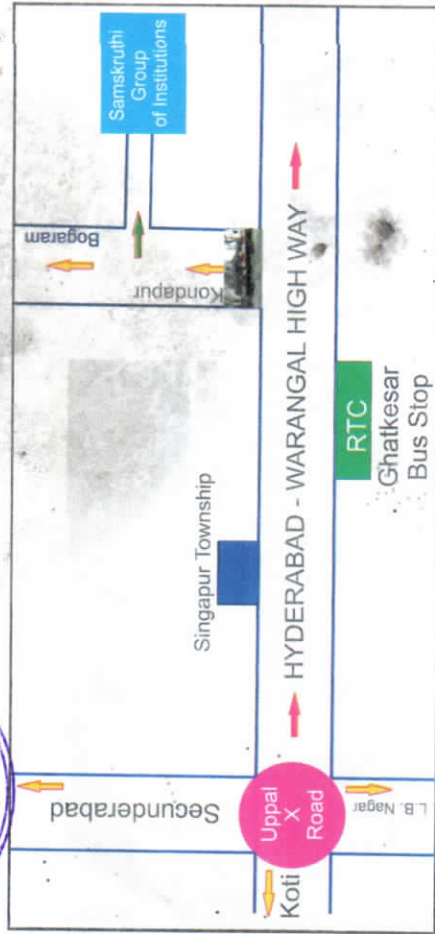 Samskruthi
Group
of Institutions
Bogaram
Kondapur
Singapur Township
Secunderabad
HYDERABAD - WARANGAL HIGH WAY
Uppal
X
Road
Koti
L.B. Nagar
RTC
Ghatkesar
Bus Stop